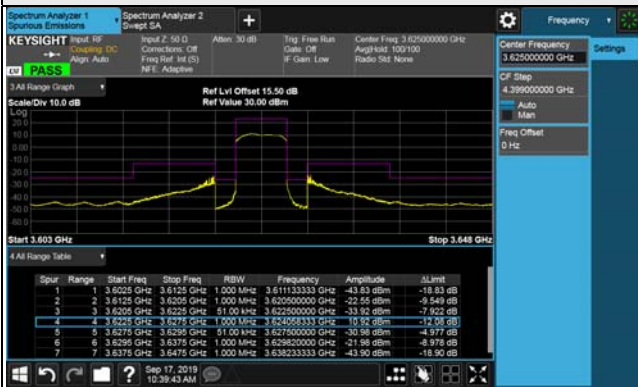 Spectrum Analyzer 1
Spurious Emissions
Spectrum Analyzer 2
Swept SA
Frequency
KEYSIGHT
Input: RF
Coupling: DC
Align: Auto
Input Z: 50 Ω
Corrections: Off
Freq Ref: Int (S)
NFE: Adaptive
Atten: 30 dB
Trig: Free Run
Gate: Off
IF Gain: Low
Center Freq: 3.625000000 GHz
Avg|Hold: 100/100
Radio Std: None
PASS
Center Frequency
3.625000000 GHz
Settings
CF Step
4.399000000 GHz
Auto
Man
Freq Offset
0 Hz
3 All Range Graph
Scale/Div 10.0 dB
Ref Lvl Offset 15.50 dB
Ref Value 30.00 dBm
Log
20.0
10.0
0.00
-10.0
-20.0
-30.0
-40.0
-50.0
-60.0
Start 3.603 GHz
Stop 3.648 GHz
4 All Range Table
Spur Range Start Freq Stop Freq RBW Frequency Amplitude ΔLimit
1 1 3.6025 GHz 3.6125 GHz 1.000 MHz 3.611133333 GHz -43.83 dBm -18.83 dB
2 2 3.6125 GHz 3.6205 GHz 1.000 MHz 3.620500000 GHz -22.55 dBm -9.549 dB
3 3 3.6205 GHz 3.6225 GHz 51.00 kHz 3.622500000 GHz -33.92 dBm -7.922 dB
4 4 3.6225 GHz 3.6275 GHz 1.000 MHz 3.624058333 GHz 10.92 dBm -12.08 dB
5 5 3.6275 GHz 3.6295 GHz 51.00 kHz 3.627500000 GHz -30.98 dBm -4.977 dB
6 6 3.6295 GHz 3.6375 GHz 1.000 MHz 3.629820000 GHz -21.98 dBm -8.978 dB
7 7 3.6375 GHz 3.6475 GHz 1.000 MHz 3.638233333 GHz -43.90 dBm -18.90 dB
Sep 17, 2019
10:39:43 AM